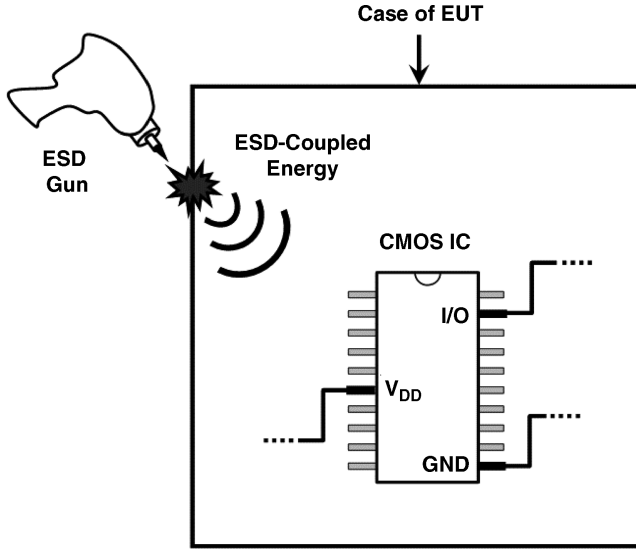 Case of EUT
ESD
Gun
ESD-Coupled
Energy
CMOS IC
I/O
VDD
GND